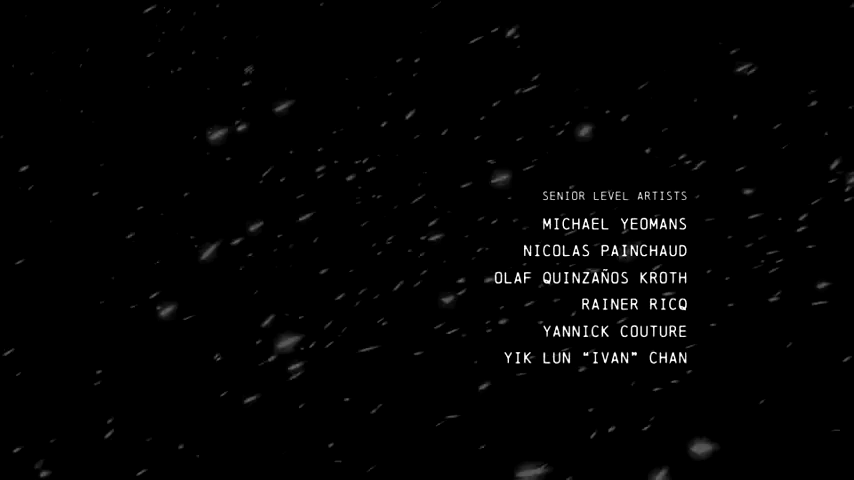 SENIOR LEVEL ARTISTS
MICHAEL YEOMANS
NICOLAS PAINCHAUD
OLAF QUINZAÑOS KROTH
RAINER RICQ
YANNICK COUTURE
YIK LUN “IVAN” CHAN